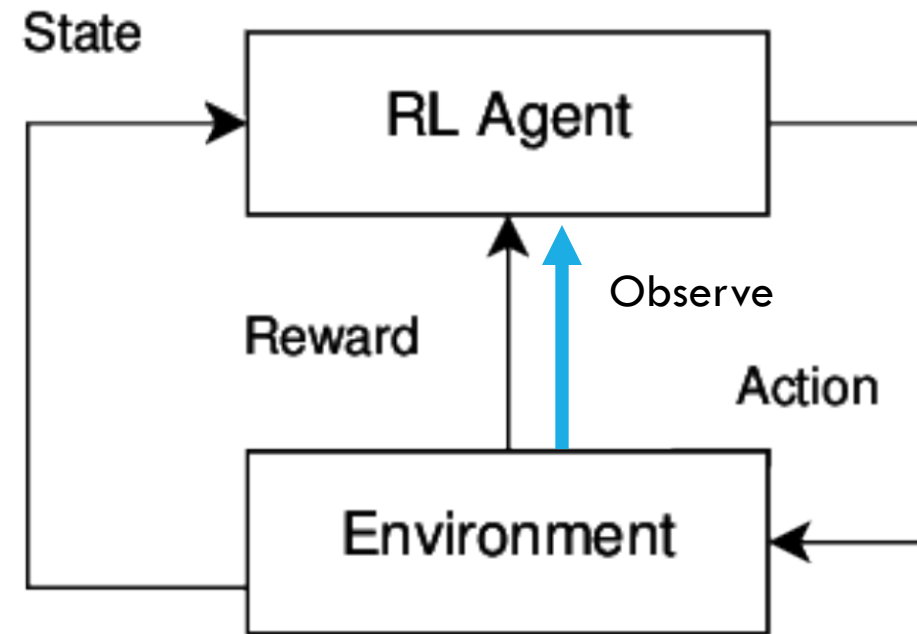 State
RL Agent
Observe
Reward
Action
Environment